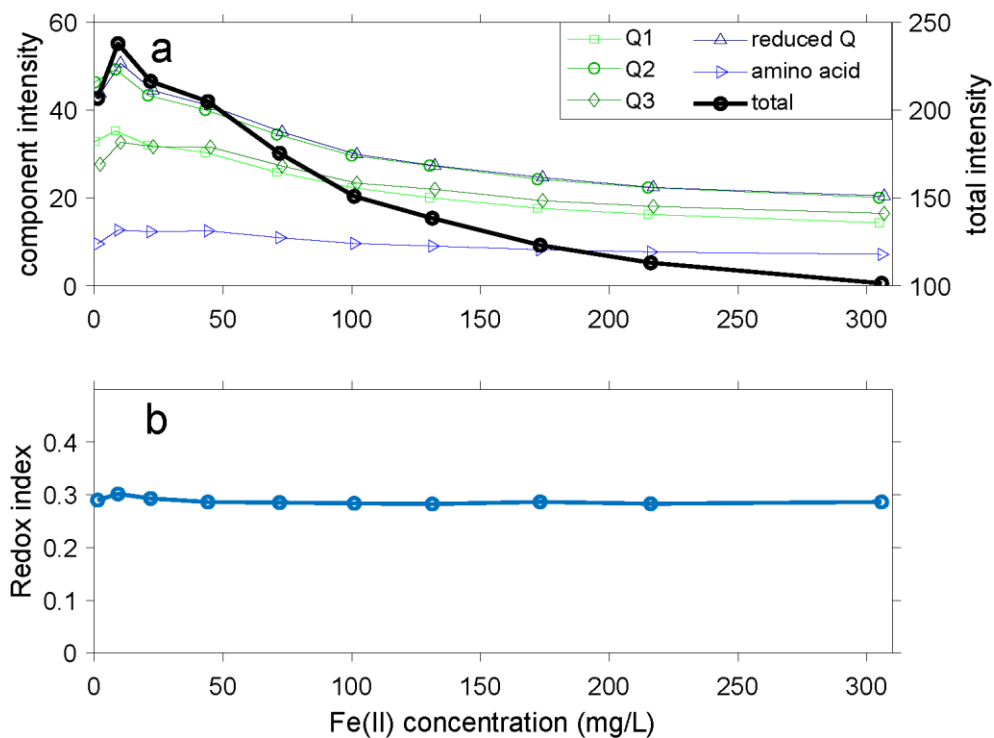 a
component intensity
total intensity
60
40
20
0
250
200
150
100
Q1
Q2
Q3
reduced Q
amino acid
total
0 50 100 150 200 250 300
b
Redox index
0.4
0.3
0.2
0.1
0
0 50 100 150 200 250 300
Fe(II) concentration (mg/L)